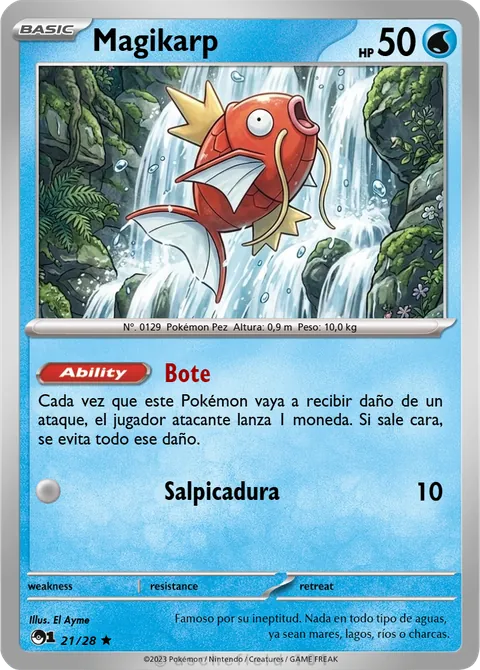 BASIC
Magikarp
HP 50
Nº. 0129 Pokémon Pez Altura: 0,9 m Peso: 10,0 kg
Ability Bote
Cada vez que este Pokémon vaya a recibir daño de un
ataque, el jugador atacante lanza 1 moneda. Si sale cara,
se evita todo ese daño.
Salpicadura 10
weakness resistance retreat
Illus. El Ayme
Famoso por su ineptitud. Nada en todo tipo de aguas,
ya sean mares, lagos, ríos o charcas.
1 21/28 ★
©2023 Pokémon / Nintendo / Creatures / GAME FREAK